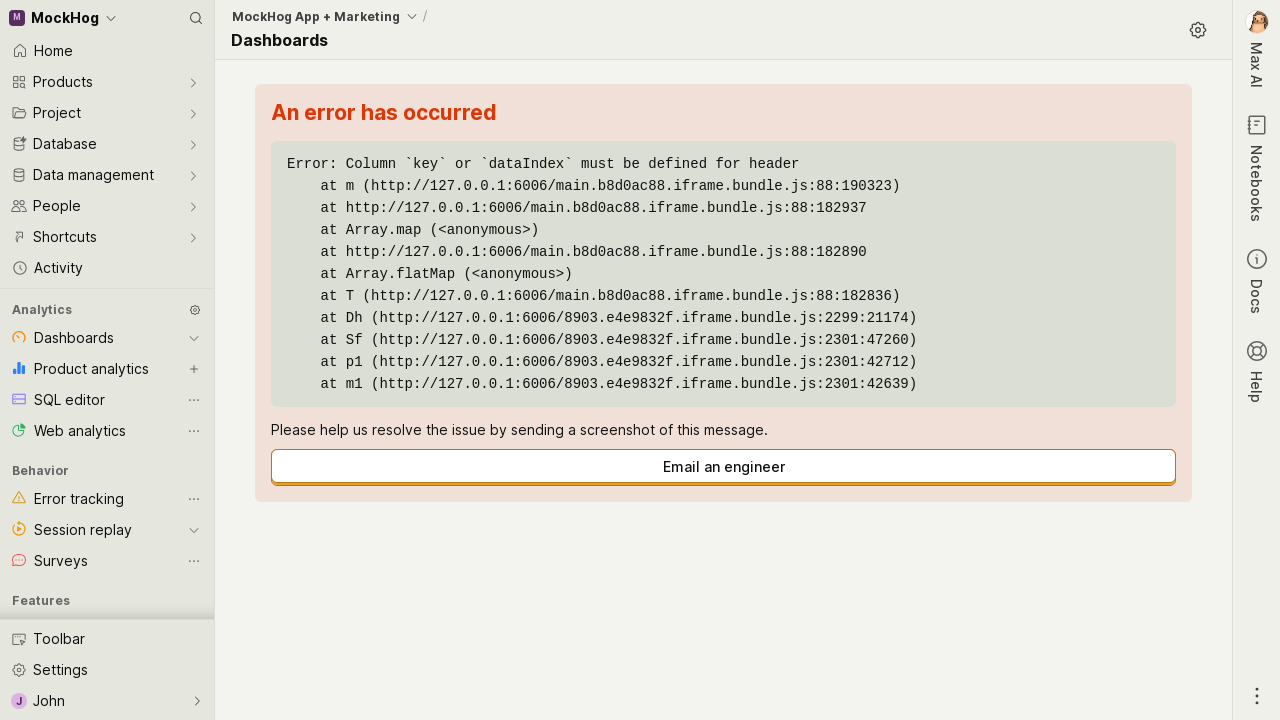 M MockHog
Home
Products
Project
Database
Data management
People
Shortcuts
Activity
Analytics
Dashboards
Product analytics
SQL editor
Web analytics
Behavior
Error tracking
Session replay
Surveys
Features
Toolbar
Settings
J John
MockHog App + Marketing /
Dashboards
An error has occurred
Error: Column `key` or `dataIndex` must be defined for header
    at m (http://127.0.0.1:6006/main.b8d0ac88.iframe.bundle.js:88:190323)
    at http://127.0.0.1:6006/main.b8d0ac88.iframe.bundle.js:88:182937
    at Array.map (<anonymous>)
    at http://127.0.0.1:6006/main.b8d0ac88.iframe.bundle.js:88:182890
    at Array.flatMap (<anonymous>)
    at T (http://127.0.0.1:6006/main.b8d0ac88.iframe.bundle.js:88:182836)
    at Dh (http://127.0.0.1:6006/8903.e4e9832f.iframe.bundle.js:2299:21174)
    at Sf (http://127.0.0.1:6006/8903.e4e9832f.iframe.bundle.js:2301:47260)
    at p1 (http://127.0.0.1:6006/8903.e4e9832f.iframe.bundle.js:2301:42712)
    at m1 (http://127.0.0.1:6006/8903.e4e9832f.iframe.bundle.js:2301:42639)
Please help us resolve the issue by sending a screenshot of this message.
Email an engineer
Max AI
Notebooks
Docs
Help